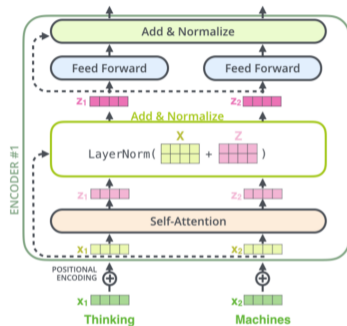 Add & Normalize
Feed Forward Feed Forward
z₁ z₂
Add & Normalize
X Z
LayerNorm( + )
z₁ z₂
Self-Attention
x₁ x₂
POSITIONAL
ENCODING
x₁ x₂
Thinking Machines
ENCODER #1